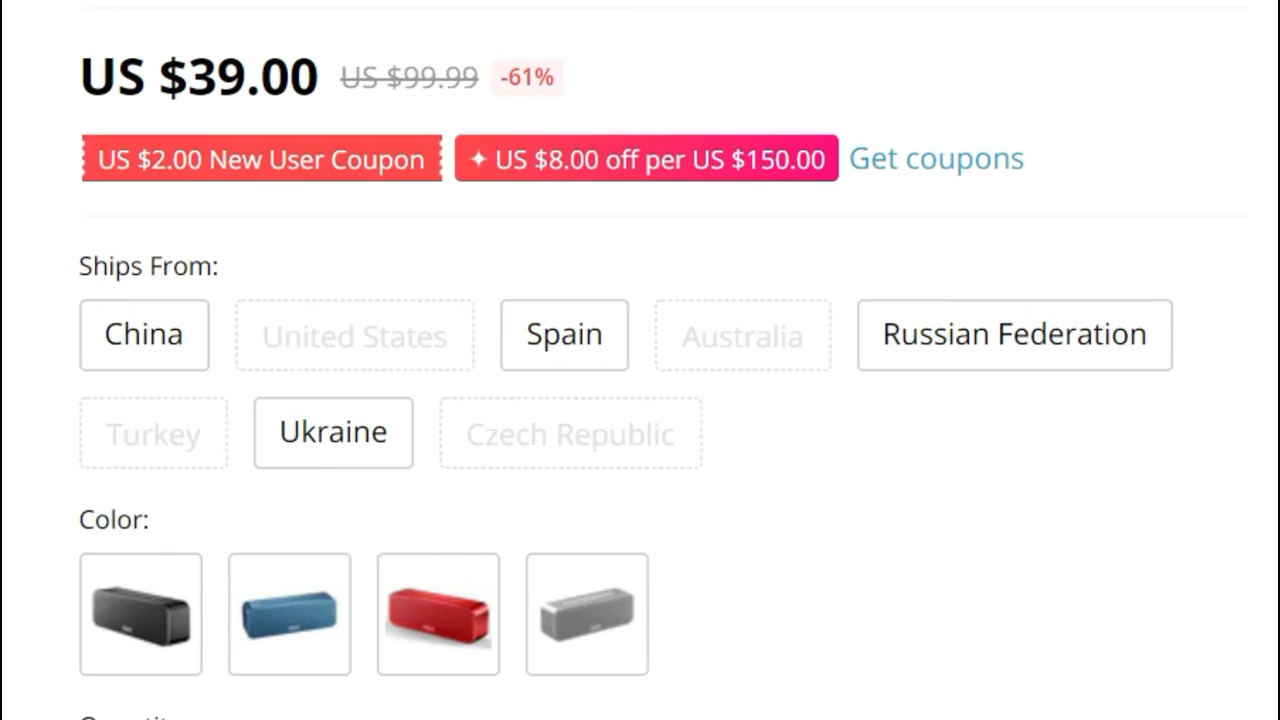 US $39.00 US $99.99 -61%
US $2.00 New User Coupon ✦ US $8.00 off per US $150.00 Get coupons
Ships From:
China United States Spain Australia Russian Federation
Turkey Ukraine Czech Republic
Color: